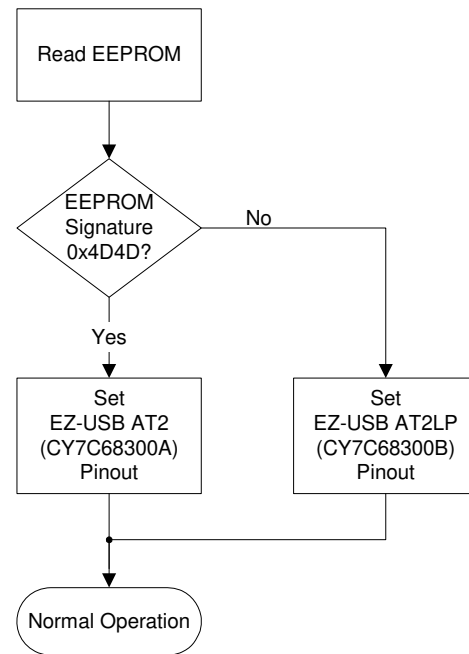 Read EEPROM
EEPROM
Signature
0x4D4D?
No
Yes
Set
EZ-USB AT2
(CY7C68300A)
Pinout
Set
EZ-USB AT2LP
(CY7C68300B)
Pinout
Normal Operation